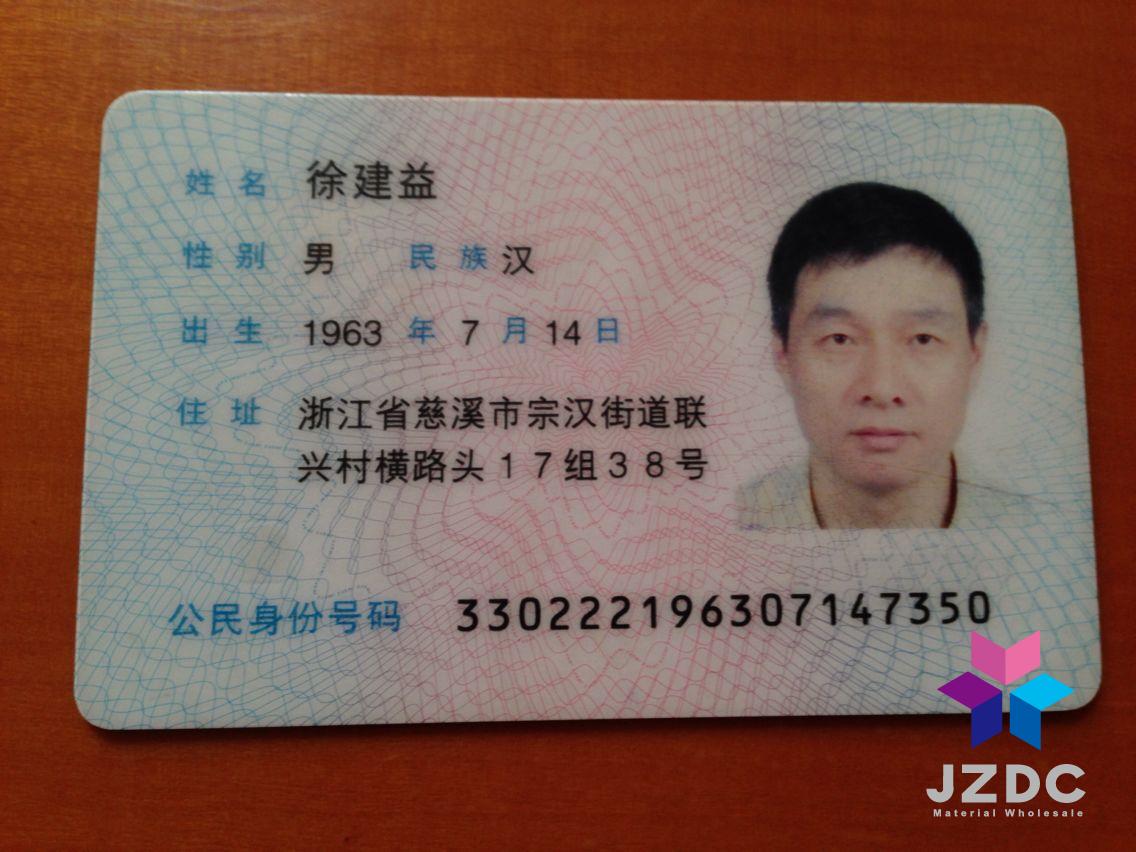 姓名 徐建益
性别 男 民族 汉
出生 1963 年 7 月 14 日
住址 浙江省慈溪市宗汉街道联
兴村横路头17组38号
公民身份号码 330222196307147350
JZDC
Material Wholesale